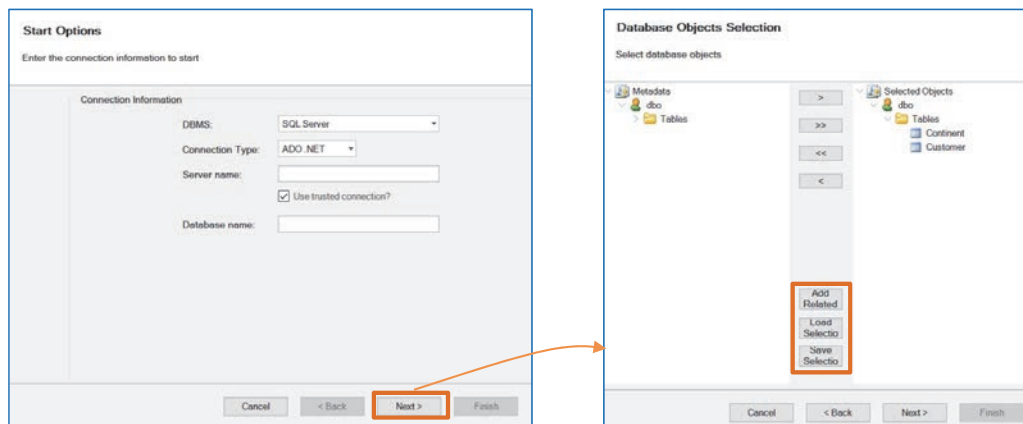 Start Options
Enter the connection information to start
Connection Information
DBMS: SQL Server
Connection Type: ADO .NET
Server name:
Use trusted connection?
Database name:
Cancel < Back Next > Finish
Database Objects Selection
Select database objects
Metadata
dbo
Tables
>
>>
<<
<
Selected Objects
dbo
Tables
Continent
Customer
Add
Related
Load
Selectio
Save
Selectio
Cancel < Back Next > Finish